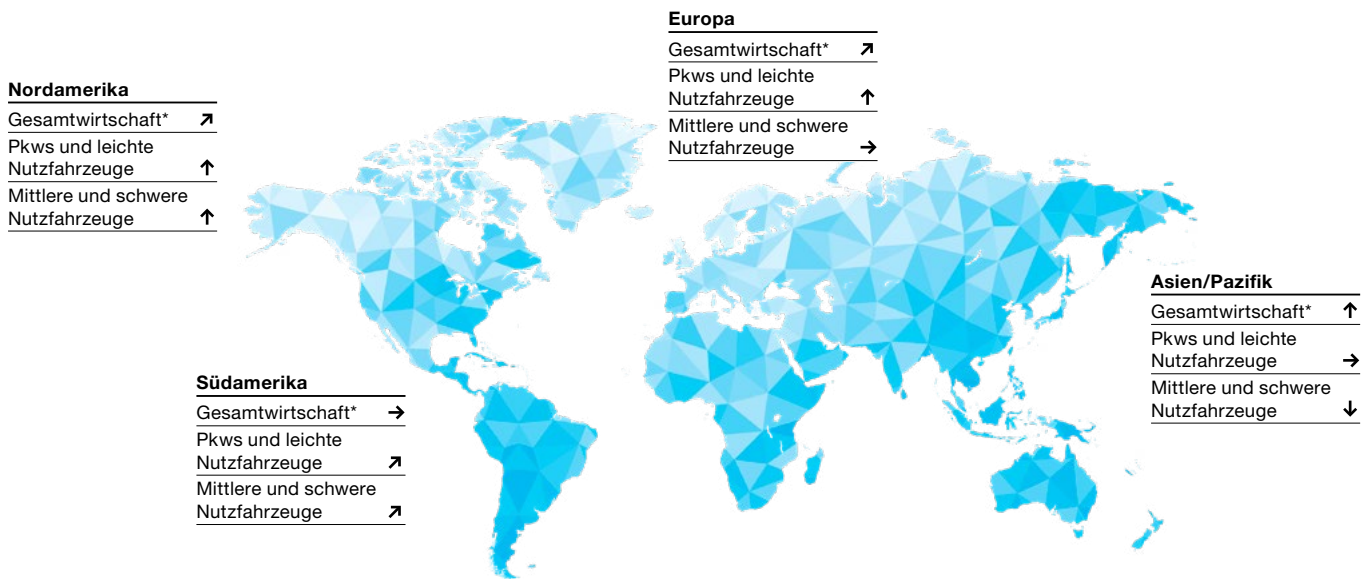 Europa
Gesamtwirtschaft* ↗
Pkws und leichte
Nutzfahrzeuge ↑
Mittlere und schwere
Nutzfahrzeuge →
Nordamerika
Gesamtwirtschaft* ↗
Pkws und leichte
Nutzfahrzeuge ↑
Mittlere und schwere
Nutzfahrzeuge ↑
Asien/Pazifik
Gesamtwirtschaft* ↑
Pkws und leichte
Nutzfahrzeuge →
Mittlere und schwere
Nutzfahrzeuge ↓
Südamerika
Gesamtwirtschaft* →
Pkws und leichte
Nutzfahrzeuge ↗
Mittlere und schwere
Nutzfahrzeuge ↗